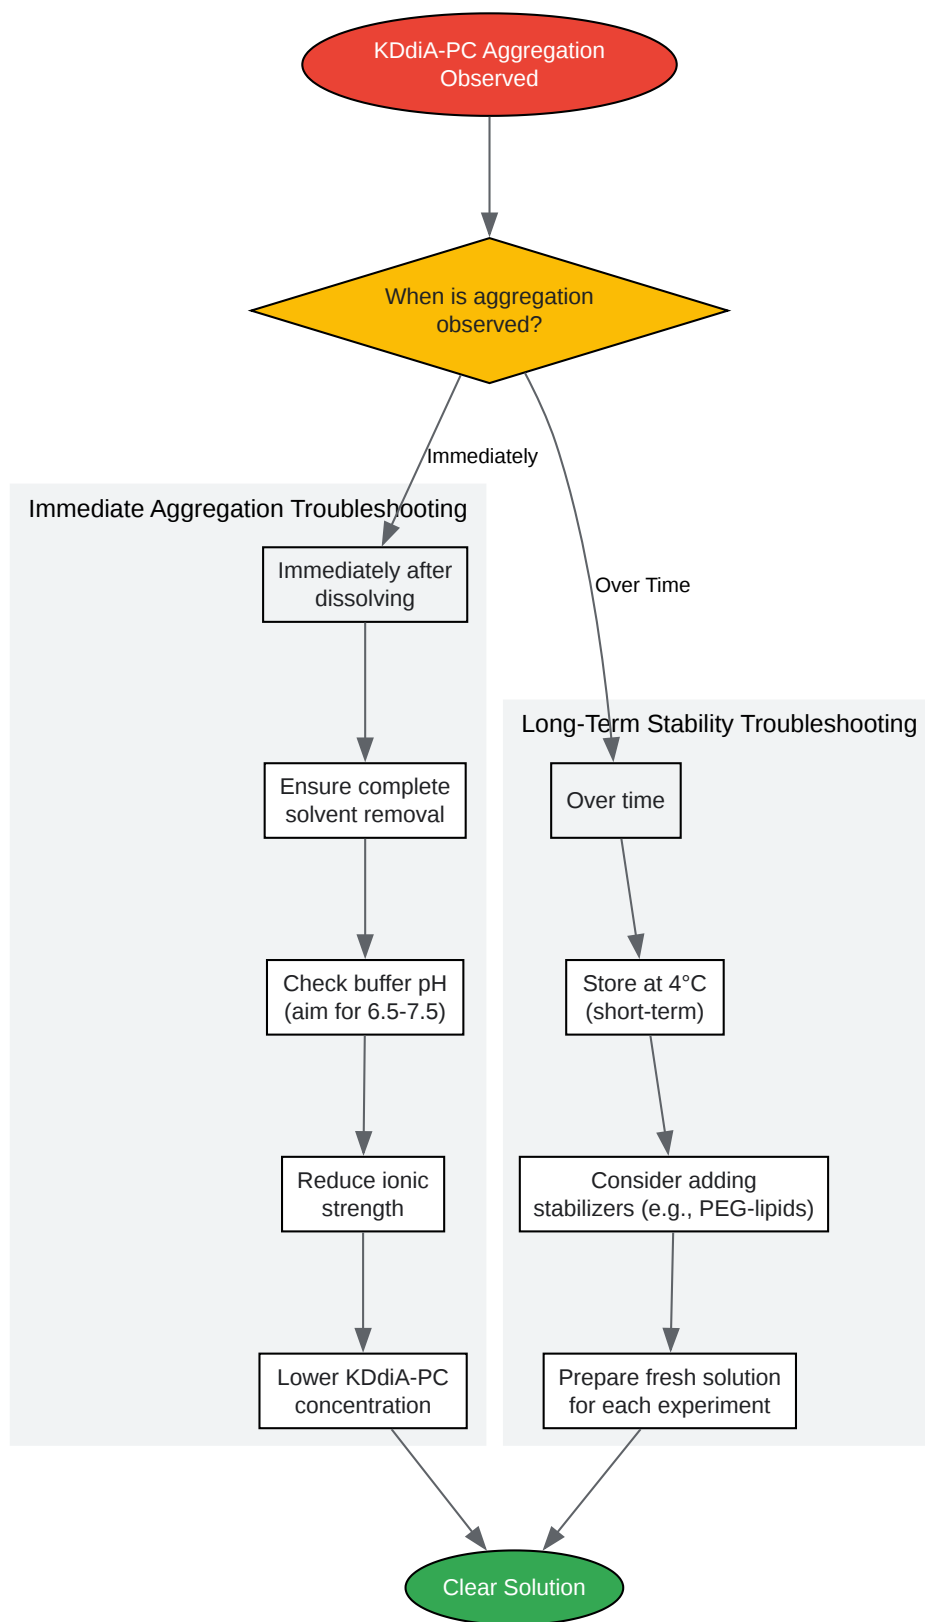 KDdiA-PC Aggregation
Observed
When is aggregation
observed?
Immediately
Immediate Aggregation Troubleshooting
Immediately after
dissolving
Over Time
Ensure complete
solvent removal
Long-Term Stability Troubleshooting
Over time
Check buffer pH
(aim for 6.5-7.5)
Store at 4°C
(short-term)
Reduce ionic
strength
Consider adding
stabilizers (e.g., PEG-lipids)
Lower KDdiA-PC
concentration
Prepare fresh solution
for each experiment
Clear Solution